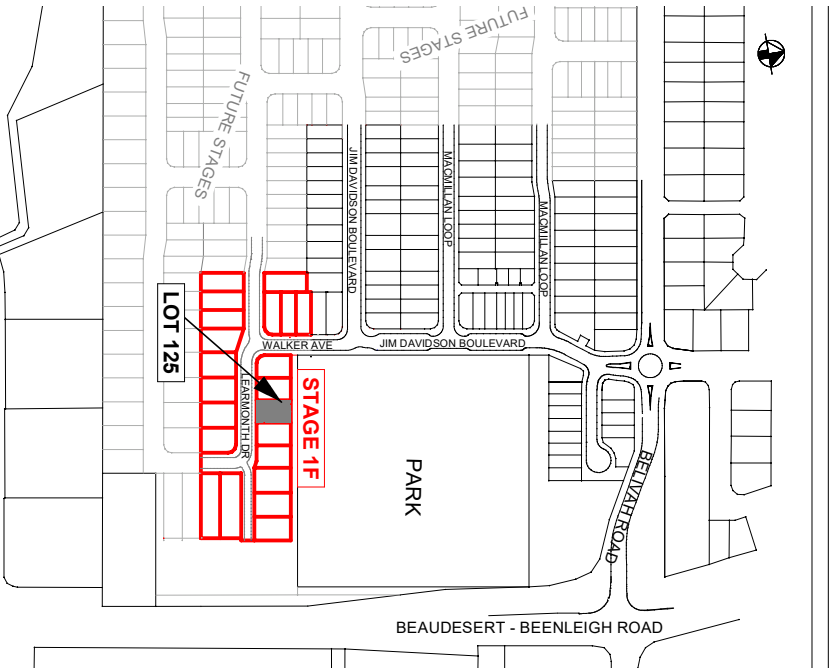 FUTURE STAGES
FUTURE STAGES
JIM DAVIDSON BOULEVARD
MACMILLAN LOOP
MACMILLAN LOOP
LOT 125
WALKER AVE
JIM DAVIDSON BOULEVARD
LEARMONTH DR
STAGE 1F
PARK
BELIVAH ROAD
BEAUDESERT - BEENLEIGH ROAD